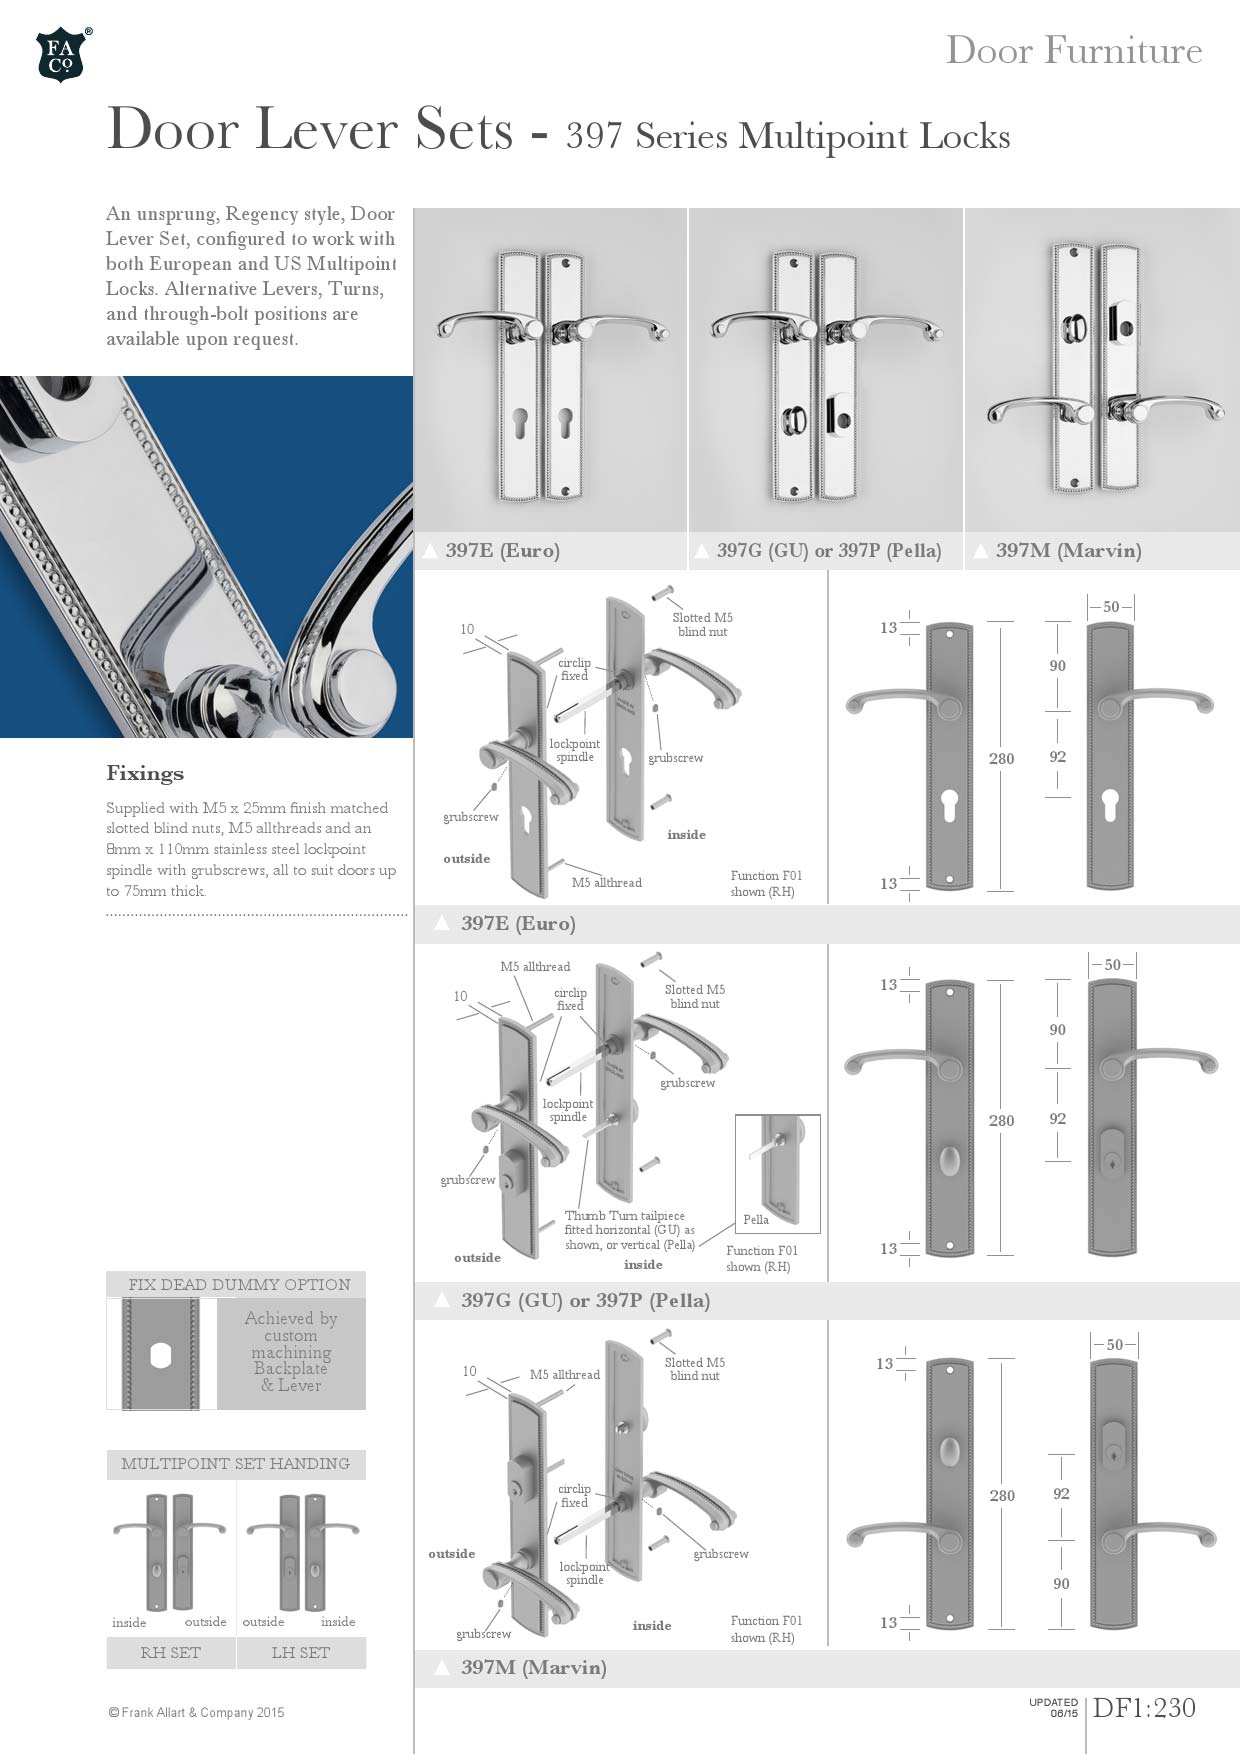 FA
Co.
®
Door Furniture
Door Lever Sets - 397 Series Multipoint Locks
An unsprung, Regency style, Door
Lever Set, configured to work with
both European and US Multipoint
Locks. Alternative Levers, Turns,
and through-bolt positions are
available upon request.
397E (Euro)
397G (GU) or 397P (Pella)
397M (Marvin)
Fixings
Supplied with M5 x 25mm finish matched
slotted blind nuts, M5 allthreads and an
8mm x 110mm stainless steel lockpoint
spindle with grubscrews, all to suit doors up
to 75mm thick.
10
Slotted M5
blind nut
circlip
fixed
MADE IN
ENGLAND
lockpoint
spindle
grubscrew
grubscrew
inside
outside
M5 allthread
Function F01
shown (RH)
13
280
13
50
90
92
397E (Euro)
M5 allthread
10
circlip
fixed
Slotted M5
blind nut
MADE IN
ENGLAND
grubscrew
lockpoint
spindle
grubscrew
Thumb Turn tailpiece
fitted horizontal (GU) as
shown, or vertical (Pella)
Pella
outside
inside
Function F01
shown (RH)
13
280
13
50
90
92
397G (GU) or 397P (Pella)
10
M5 allthread
Slotted M5
blind nut
circlip
fixed
MADE IN
ENGLAND
outside
lockpoint
spindle
grubscrew
grubscrew
inside
Function F01
shown (RH)
13
280
13
50
92
90
397M (Marvin)
FIX DEAD DUMMY OPTION
Achieved by
custom
machining
Backplate
& Lever
MULTIPOINT SET HANDING
inside
outside
outside
inside
RH SET
LH SET
© Frank Allart & Company 2015
UPDATED
06/15
DF1:230